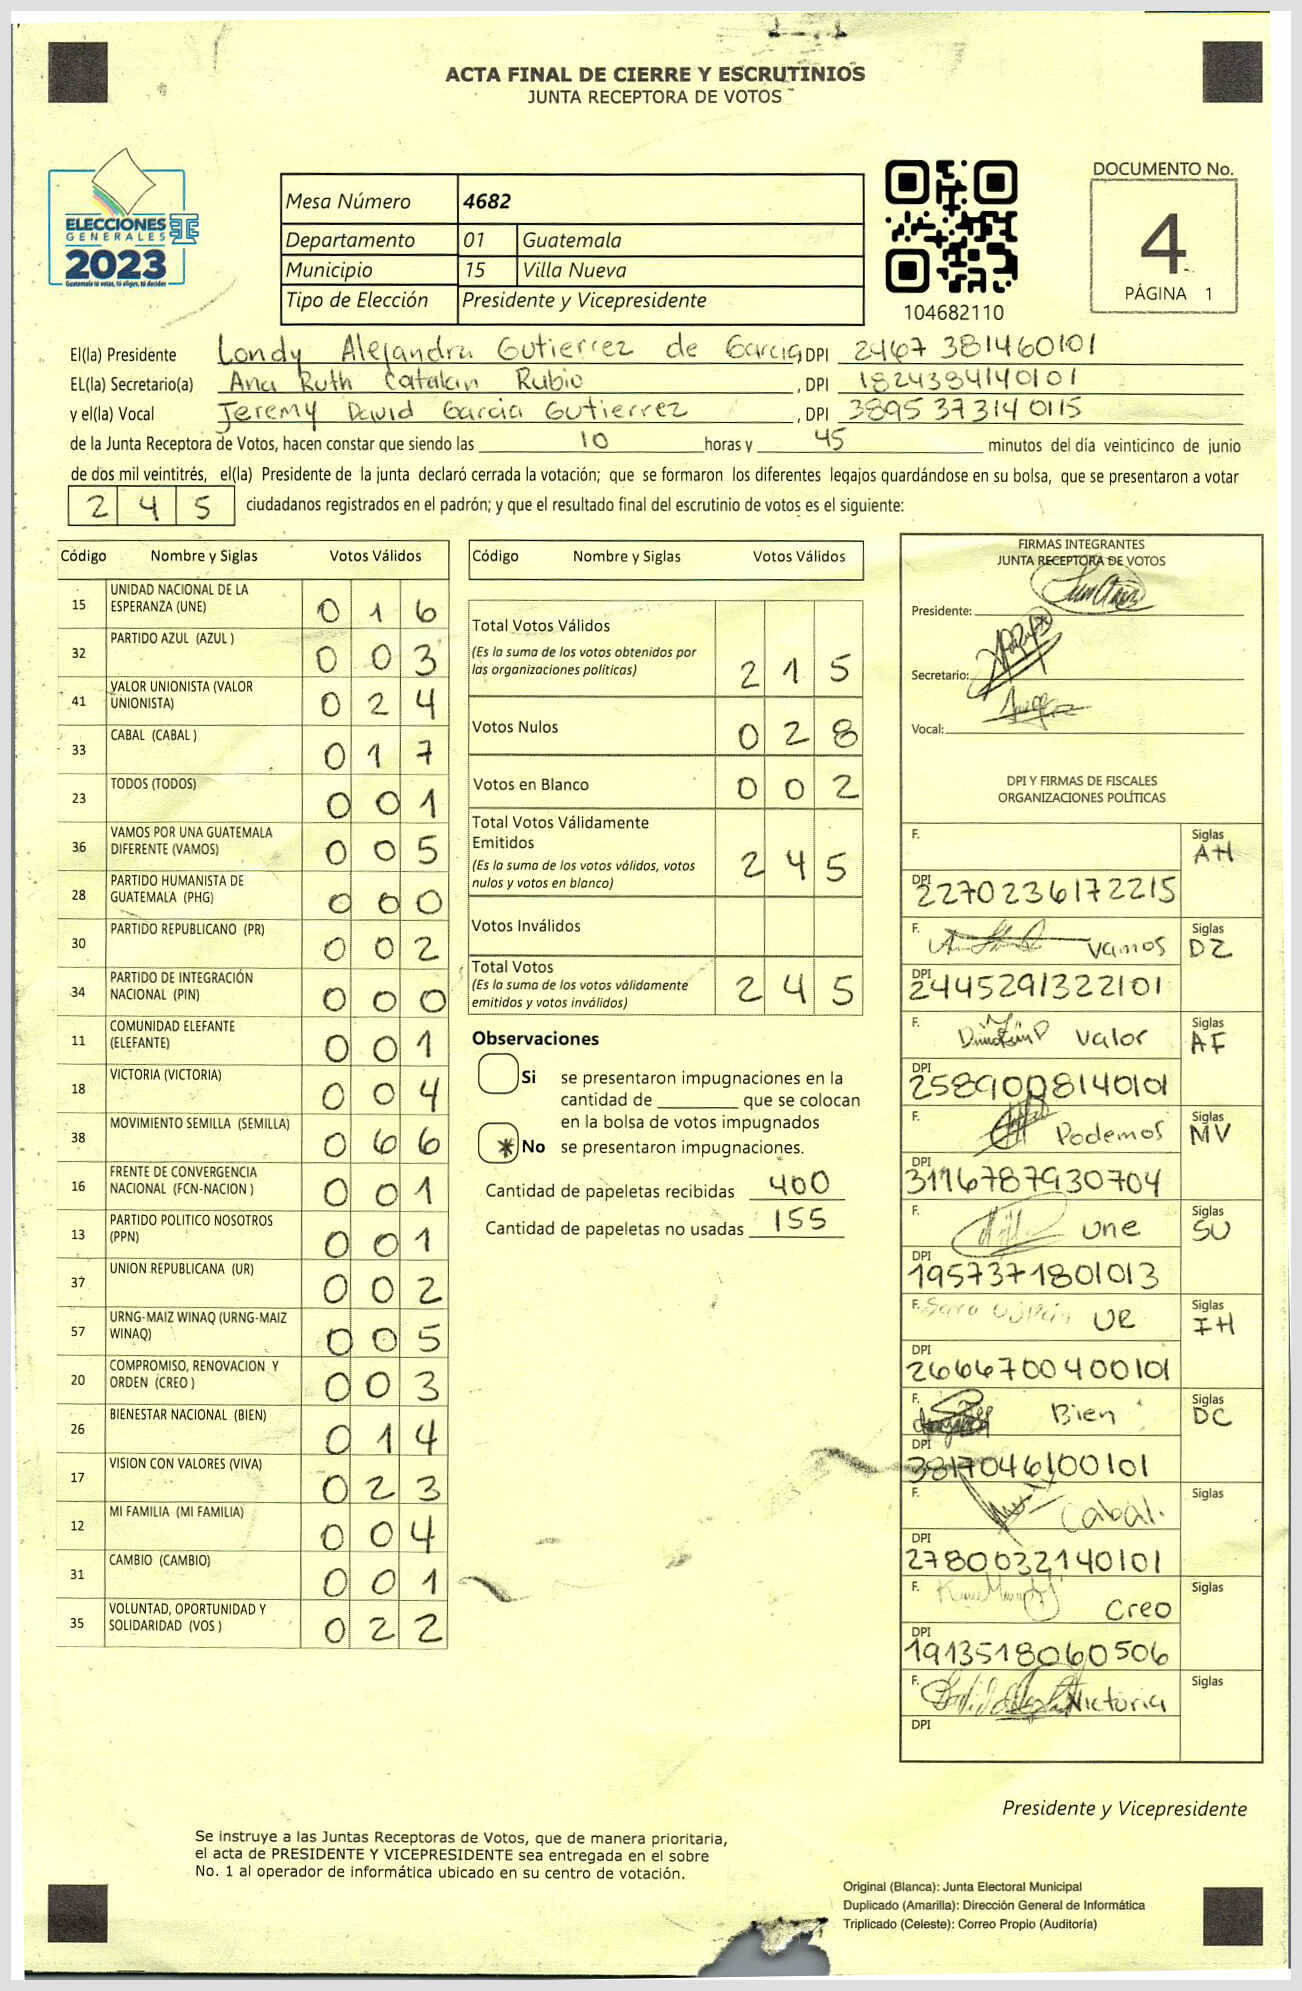 ACTA FINAL DE CIERRE Y ESCRUTINIOS
JUNTA RECEPTORA DE VOTOS
ELECCIONES
GENERALES
2023
Guatemala tú votas, tú eliges, tú decides
Mesa Número 4682
Departamento 01 Guatemala
Municipio 15 Villa Nueva
Tipo de Elección Presidente y Vicepresidente
104682110
DOCUMENTO No.
4
PÁGINA 1
El(la) Presidente Londy Alejandra Gutierrez de Garcia DPI 2467 381460101
EL(la) Secretario(a) Ana Ruth Catalan Rubio , DPI 1824384140101
y el(la) Vocal Jeremy David Garcia Gutierrez , DPI 3895 37314 0115
de la Junta Receptora de Votos, hacen constar que siendo las 10 horas y 45 minutos del día veinticinco de junio
de dos mil veintitrés, el(la) Presidente de la junta declaró cerrada la votación; que se formaron los diferentes legajos guardándose en su bolsa, que se presentaron a votar
2 4 5 ciudadanos registrados en el padrón; y que el resultado final del escrutinio de votos es el siguiente:
Código Nombre y Siglas Votos Válidos
15 UNIDAD NACIONAL DE LA ESPERANZA (UNE) 0 1 6
32 PARTIDO AZUL (AZUL ) 0 0 3
41 VALOR UNIONISTA (VALOR UNIONISTA) 0 2 4
33 CABAL (CABAL ) 0 1 7
23 TODOS (TODOS) 0 0 1
36 VAMOS POR UNA GUATEMALA DIFERENTE (VAMOS) 0 0 5
28 PARTIDO HUMANISTA DE GUATEMALA (PHG) 0 0 0
30 PARTIDO REPUBLICANO (PR) 0 0 2
34 PARTIDO DE INTEGRACIÓN NACIONAL (PIN) 0 0 0
11 COMUNIDAD ELEFANTE (ELEFANTE) 0 0 1
18 VICTORIA (VICTORIA) 0 0 4
38 MOVIMIENTO SEMILLA (SEMILLA) 0 6 6
16 FRENTE DE CONVERGENCIA NACIONAL (FCN-NACION ) 0 0 1
13 PARTIDO POLITICO NOSOTROS (PPN) 0 0 1
37 UNION REPUBLICANA (UR) 0 0 2
57 URNG-MAIZ WINAQ (URNG-MAIZ WINAQ) 0 0 5
20 COMPROMISO, RENOVACION Y ORDEN (CREO ) 0 0 3
26 BIENESTAR NACIONAL (BIEN) 0 1 4
17 VISION CON VALORES (VIVA) 0 2 3
12 MI FAMILIA (MI FAMILIA) 0 0 4
31 CAMBIO (CAMBIO) 0 0 1
35 VOLUNTAD, OPORTUNIDAD Y SOLIDARIDAD (VOS ) 0 2 2
Código Nombre y Siglas Votos Válidos
Total Votos Válidos
(Es la suma de los votos obtenidos por
las organizaciones politicas) 2 1 5
Votos Nulos 0 2 8
Votos en Blanco 0 0 2
Total Votos Válidamente
Emitidos
(Es la suma de los votos válidos, votos
nulos y votos en blanco) 2 4 5
Votos Inválidos
Total Votos
(Es la suma de los votos válidamente
emitidos y votos inválidos) 2 4 5
Observaciones
Si se presentaron impugnaciones en la
cantidad de ________ que se colocan
en la bolsa de votos impugnados
* No se presentaron impugnaciones.
Cantidad de papeletas recibidas 400
Cantidad de papeletas no usadas 155
FIRMAS INTEGRANTES
JUNTA RECEPTORA DE VOTOS
Presidente:
Secretario:
Vocal:
DPI Y FIRMAS DE FISCALES
ORGANIZACIONES POLÍTICAS
F. Siglas AH
DPI 2270236172215
F. Vamos Siglas DZ
DPI 2445291322101
F. Valor Siglas AF
DPI 2589008140101
F. Podemos Siglas MV
DPI 3116787930704
F. Une Siglas SU
DPI 1957371801013
F. Sara UR Siglas IH
DPI 2666700400101
F. Bien Siglas DC
DPI 3817046100101
F. Cabal. Siglas
DPI 2780032140101
F. Creo Siglas
DPI 1913518060506
F. Victoria Siglas
DPI
Presidente y Vicepresidente
Se instruye a las Juntas Receptoras de Votos, que de manera prioritaria,
el acta de PRESIDENTE Y VICEPRESIDENTE sea entregada en el sobre
No. 1 al operador de informática ubicado en su centro de votación.
Original (Blanca): Junta Electoral Municipal
Duplicado (Amarilla): Dirección General de Informática
Triplicado (Celeste): Correo Propio (Auditoría)